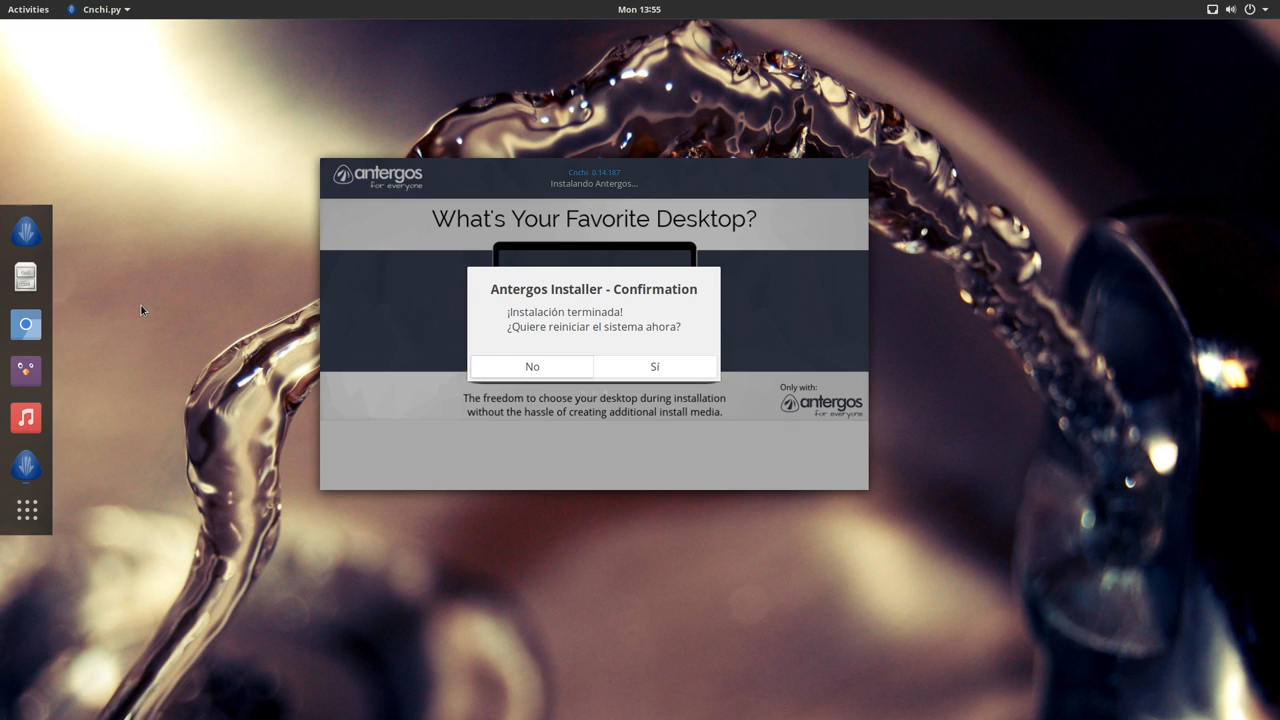 Activities
Cnchi.py
Mon 13:55
antergos
for everyone
Cnchi 0.14.187
Instalando Antergos...
What's Your Favorite Desktop?
Antergos Installer - Confirmation
¡Instalación terminada!
¿Quiere reiniciar el sistema ahora?
No
Sí
The freedom to choose your desktop during installation
without the hassle of creating additional install media.
Only with:
antergos
for everyone